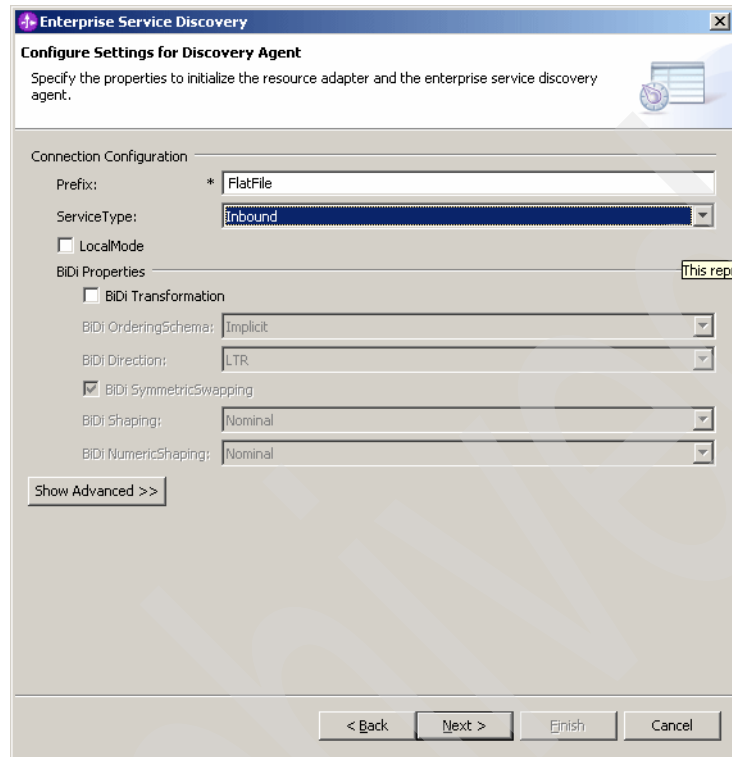 Enterprise Service Discovery
Configure Settings for Discovery Agent
Specify the properties to initialize the resource adapter and the enterprise service discovery
agent.
Connection Configuration
Prefix: * FlatFile
ServiceType: Inbound
LocalMode
BiDi Properties
This rep
BiDi Transformation
BiDi OrderingSchema: Implicit
BiDi Direction: LTR
BiDi SymmetricSwapping
BiDi Shaping: Nominal
BiDi NumericShaping: Nominal
Show Advanced >>
< Back Next > Finish Cancel